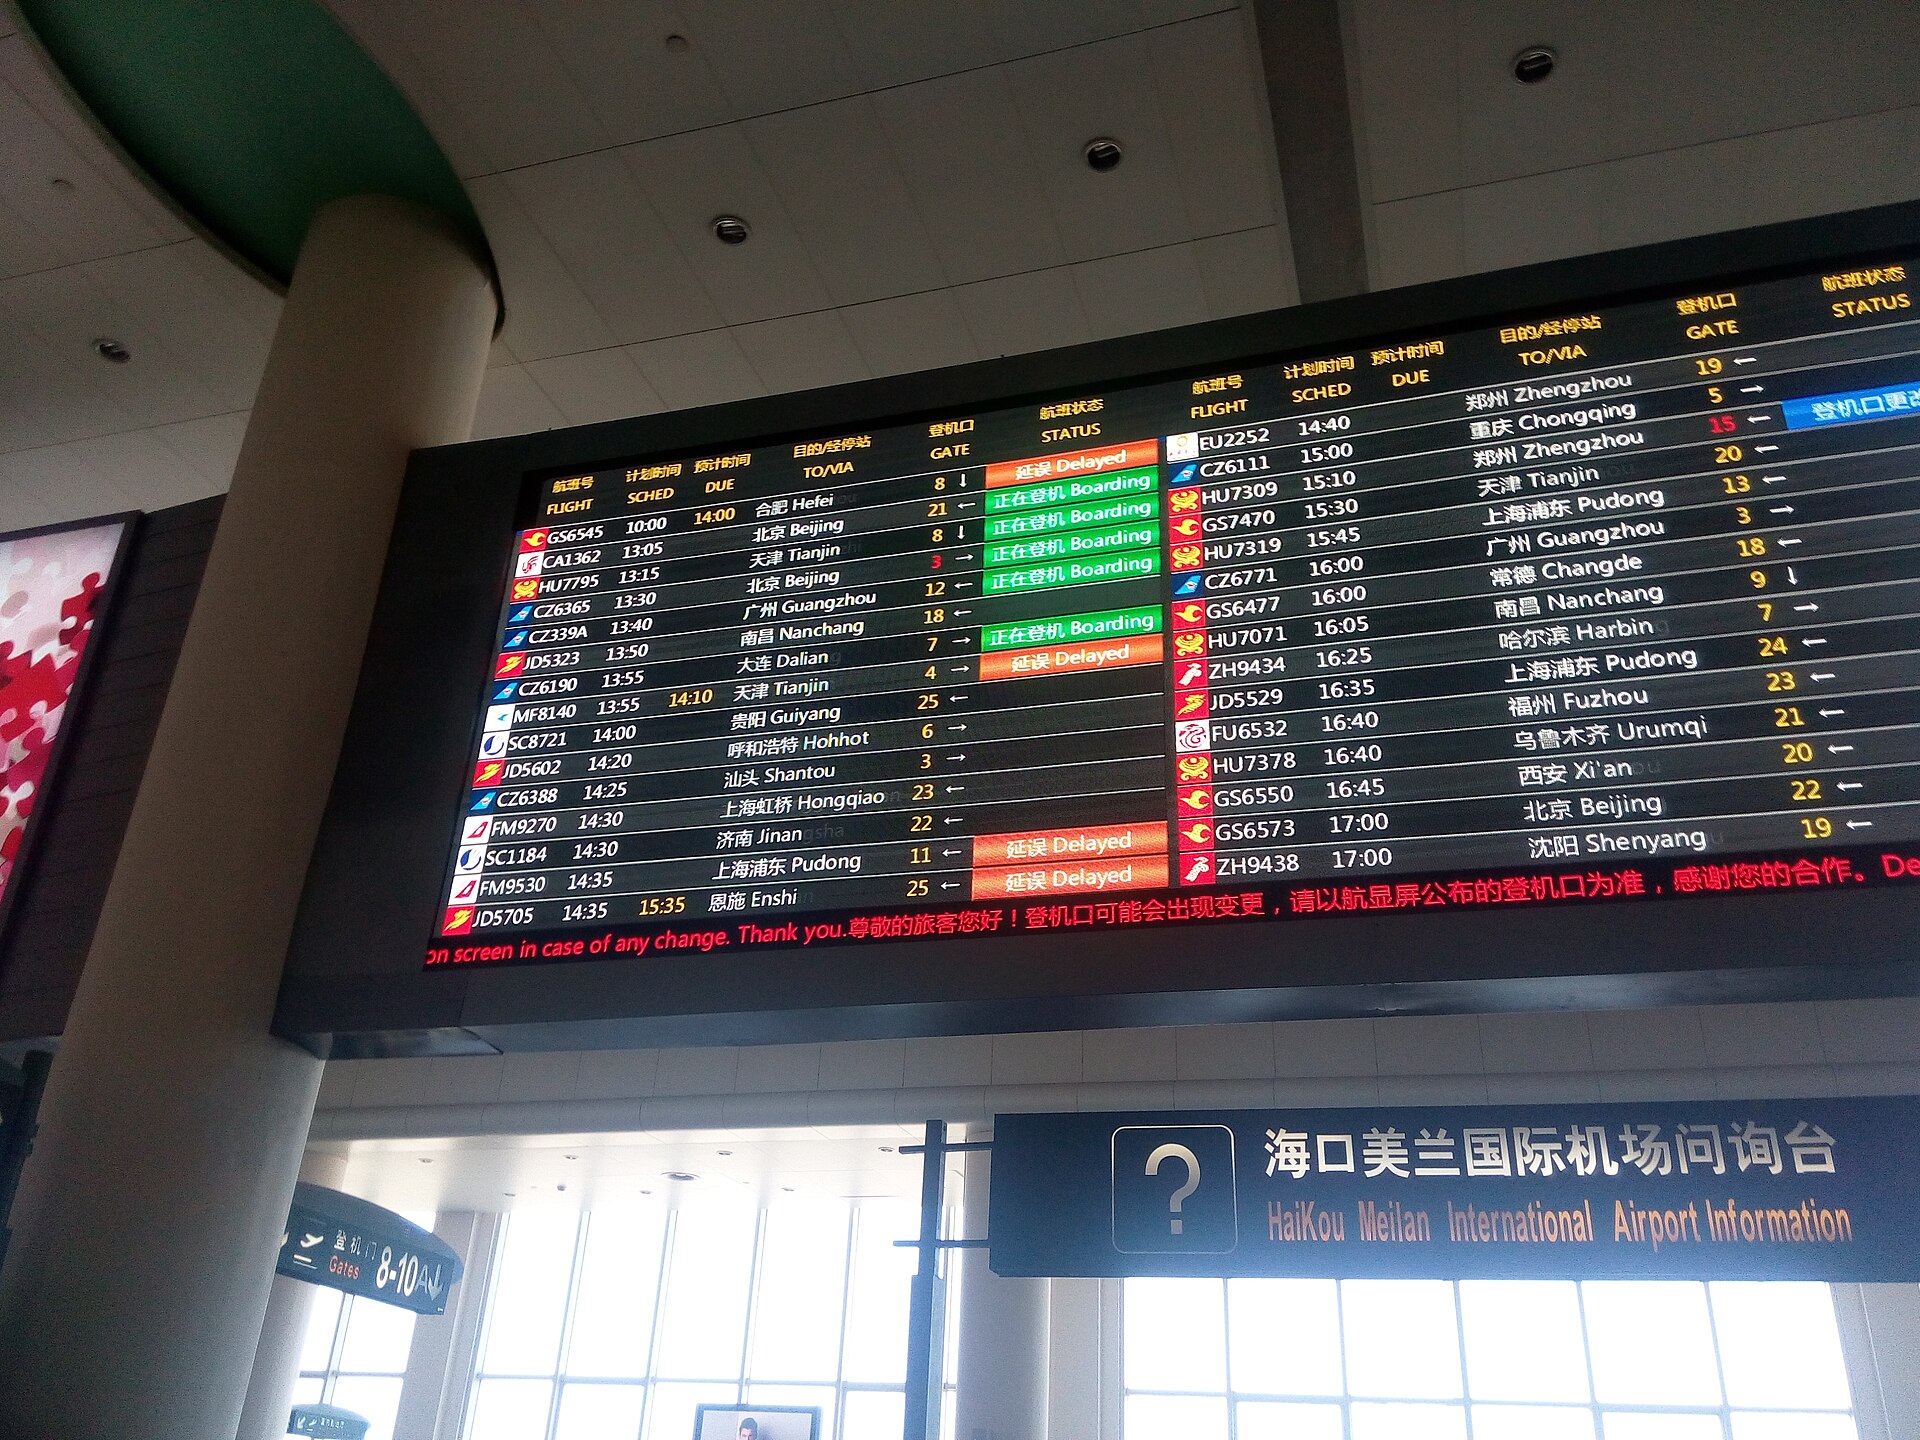 航班号 计划时间 预计时间 目的/经停站 登机口 航班状态
FLIGHT SCHED DUE TO/VIA GATE STATUS
GS6545 10:00 14:00 合肥 Hefei 8 ↓ 延误 Delayed
CA1362 13:05 北京 Beijing 21 ← 正在登机 Boarding
HU7795 13:15 天津 Tianjin 8 ↓ 正在登机 Boarding
CZ6365 13:30 北京 Beijing 3 → 正在登机 Boarding
CZ339A 13:40 广州 Guangzhou 12 ← 正在登机 Boarding
JD5323 13:50 南昌 Nanchang 18 ←
CZ6190 13:55 大连 Dalian 7 → 正在登机 Boarding
MF8140 13:55 14:10 天津 Tianjin 4 → 延误 Delayed
SC8721 14:00 贵阳 Guiyang 25 ←
JD5602 14:20 呼和浩特 Hohhot 6 →
CZ6388 14:25 汕头 Shantou 3 →
FM9270 14:30 上海虹桥 Hongqiao 23 ←
SC1184 14:30 济南 Jinan 22 ←
FM9530 14:35 上海浦东 Pudong 11 ← 延误 Delayed
JD5705 14:35 15:35 恩施 Enshi 25 ← 延误 Delayed
航班号 计划时间 预计时间 目的/经停站 登机口 航班状态
FLIGHT SCHED DUE TO/VIA GATE STATUS
EU2252 14:40 郑州 Zhengzhou 19 ←
CZ6111 15:00 重庆 Chongqing 5 →
HU7309 15:10 郑州 Zhengzhou 15 ← 登机口更改
GS7470 15:30 天津 Tianjin 20 ←
HU7319 15:45 上海浦东 Pudong 13 ←
CZ6771 16:00 广州 Guangzhou 3 →
GS6477 16:00 常德 Changde 18 ←
HU7071 16:05 南昌 Nanchang 9 ↓
ZH9434 16:25 哈尔滨 Harbin 7 →
JD5529 16:35 上海浦东 Pudong 24 ←
FU6532 16:40 福州 Fuzhou 23 ←
HU7378 16:40 乌鲁木齐 Urumqi 21 ←
GS6550 16:45 西安 Xi'an 20 ←
GS6573 17:00 北京 Beijing 22 ←
ZH9438 17:00 沈阳 Shenyang 19 ←
on screen in case of any change. Thank you.尊敬的旅客您好！登机口可能会出现变更，请以航显屏公布的登机口为准，感谢您的合作。De
? 海口美兰国际机场问询台
HaiKou Meilan International Airport Information
登机门
Gates 8-10A